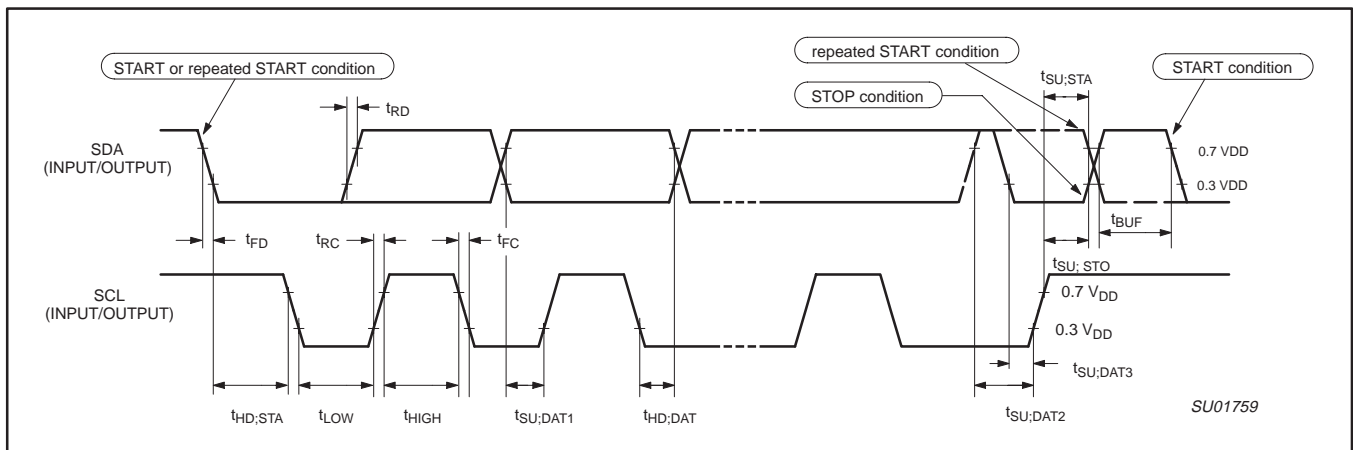 repeated START condition
START or repeated START condition
tSU;STA
START condition
STOP condition
tRD
SDA
(INPUT/OUTPUT)
0.7 VDD
0.3 VDD
tFD
tRC
tFC
tBUF
tSU; STO
SCL
(INPUT/OUTPUT)
0.7 VDD
0.3 VDD
tSU;DAT3
tHD;STA
tLOW
tHIGH
tSU;DAT1
tHD;DAT
tSU;DAT2
SU01759